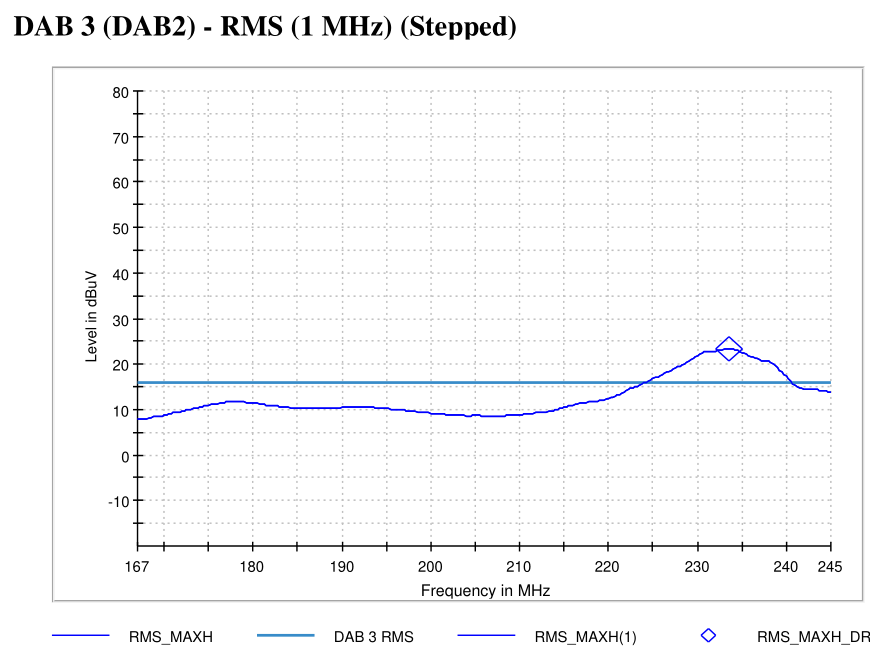 DAB 3 (DAB2) - RMS (1 MHz) (Stepped)
80
70
60
50
40
30
20
10
0
-10
Level in dBuV
167 180 190 200 210 220 230 240 245
Frequency in MHz
RMS_MAXH DAB 3 RMS RMS_MAXH(1) RMS_MAXH_DR